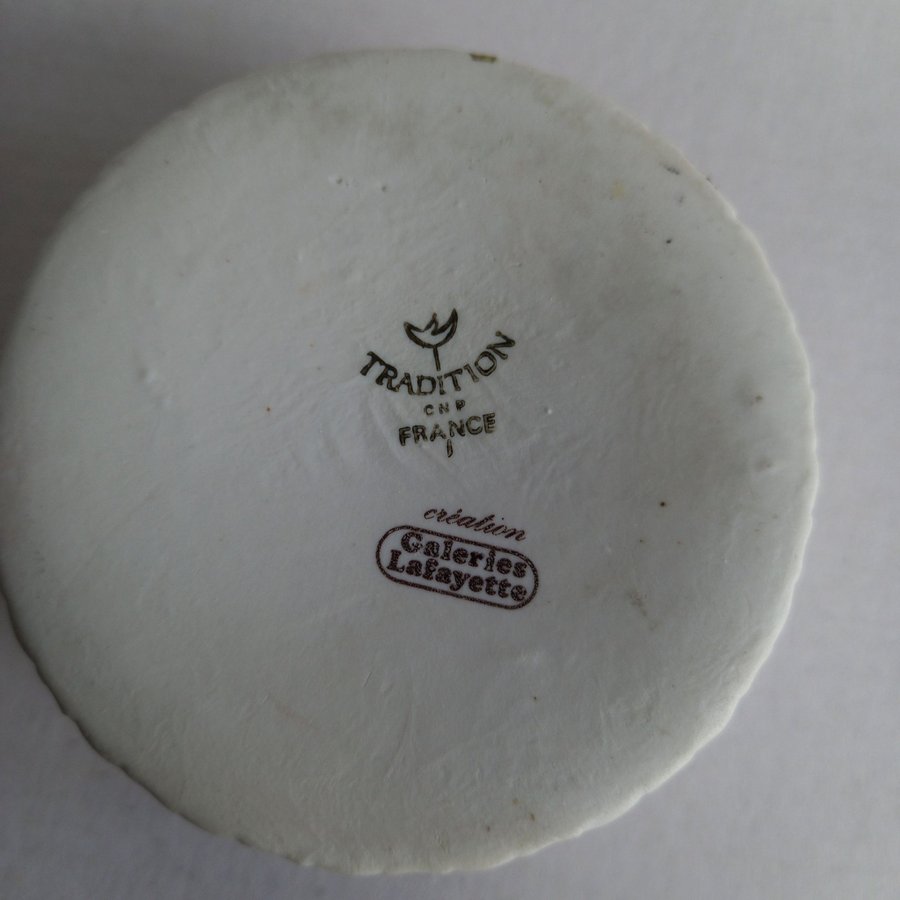 TRADITION
CNP
FRANCE
création
Galeries
Lafayette